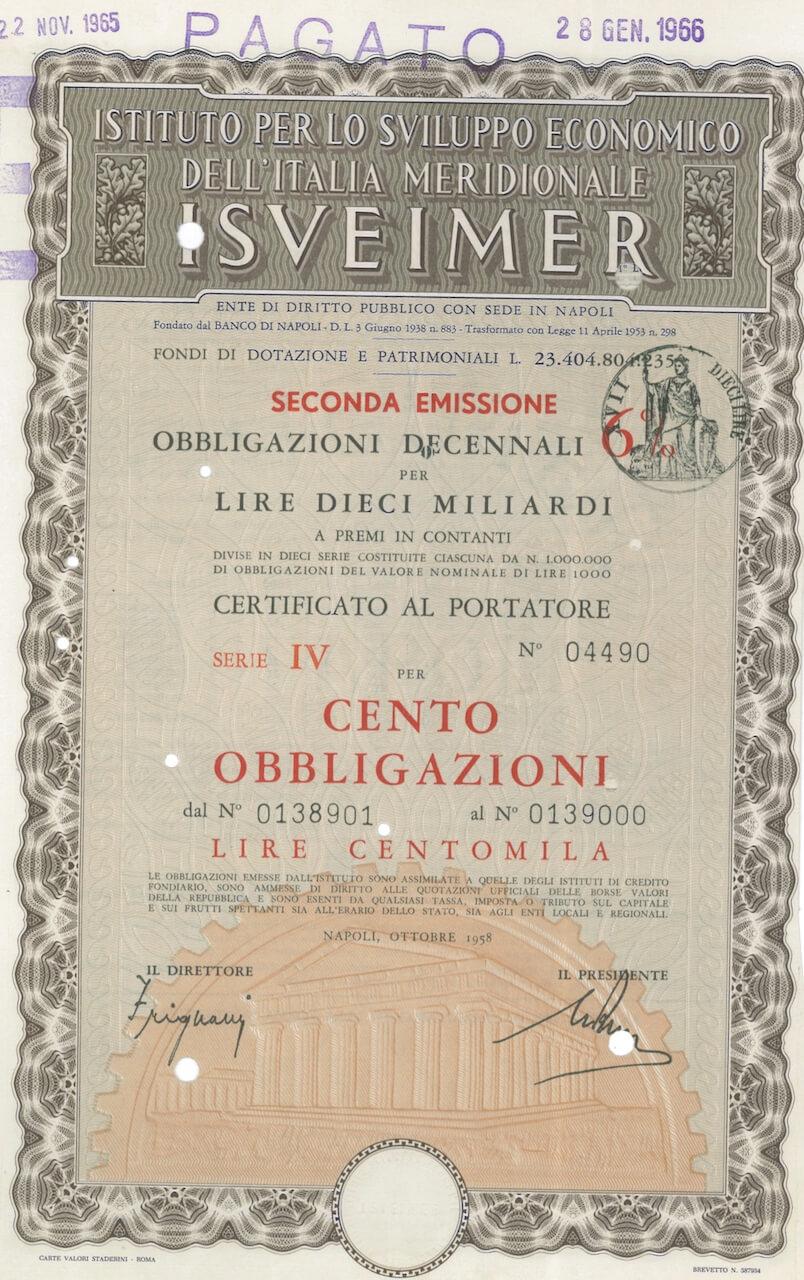 22 NOV. 1965
PAGATO
28 GEN. 1966
ISTITUTO PER LO SVILUPPO ECONOMICO
DELL'ITALIA MERIDIONALE
ISVEIMER
ENTE DI DIRITTO PUBBLICO CON SEDE IN NAPOLI
Fondato dal BANCO DI NAPOLI - D. L. 3 Giugno 1938 n. 883 - Trasformato con Legge 11 Aprile 1953 n. 298
FONDI DI DOTAZIONE E PATRIMONIALI L. 23.404.804.235
SECONDA EMISSIONE
OBBLIGAZIONI DECENNALI 6%
XVII DIECI LIRE
PER
LIRE DIECI MILIARDI
A PREMI IN CONTANTI
DIVISE IN DIECI SERIE COSTITUITE CIASCUNA DA N. 1.000.000
DI OBBLIGAZIONI DEL VALORE NOMINALE DI LIRE 1000
CERTIFICATO AL PORTATORE
SERIE IV Nº 04490
PER
CENTO
OBBLIGAZIONI
dal Nº 0138901 al Nº 0139000
LIRE CENTOMILA
LE OBBLIGAZIONI EMESSE DALL'ISTITUTO SONO ASSIMILATE A QUELLE DEGLI ISTITUTI DI CREDITO
FONDIARIO, SONO AMMESSE DI DIRITTO ALLE QUOTAZIONI UFFICIALI DELLE BORSE VALORI
DELLA REPUBBLICA E SONO ESENTI DA QUALSIASI TASSA, IMPOSTA O TRIBUTO SUL CAPITALE
E SUI FRUTTI SPETTANTI SIA ALL'ERARIO DELLO STATO, SIA AGLI ENTI LOCALI E REGIONALI.
NAPOLI, OTTOBRE 1958
IL DIRETTORE IL PRESIDENTE
Frignani
CARTE VALORI STADERINI - ROMA
BREVETTO N. 587934